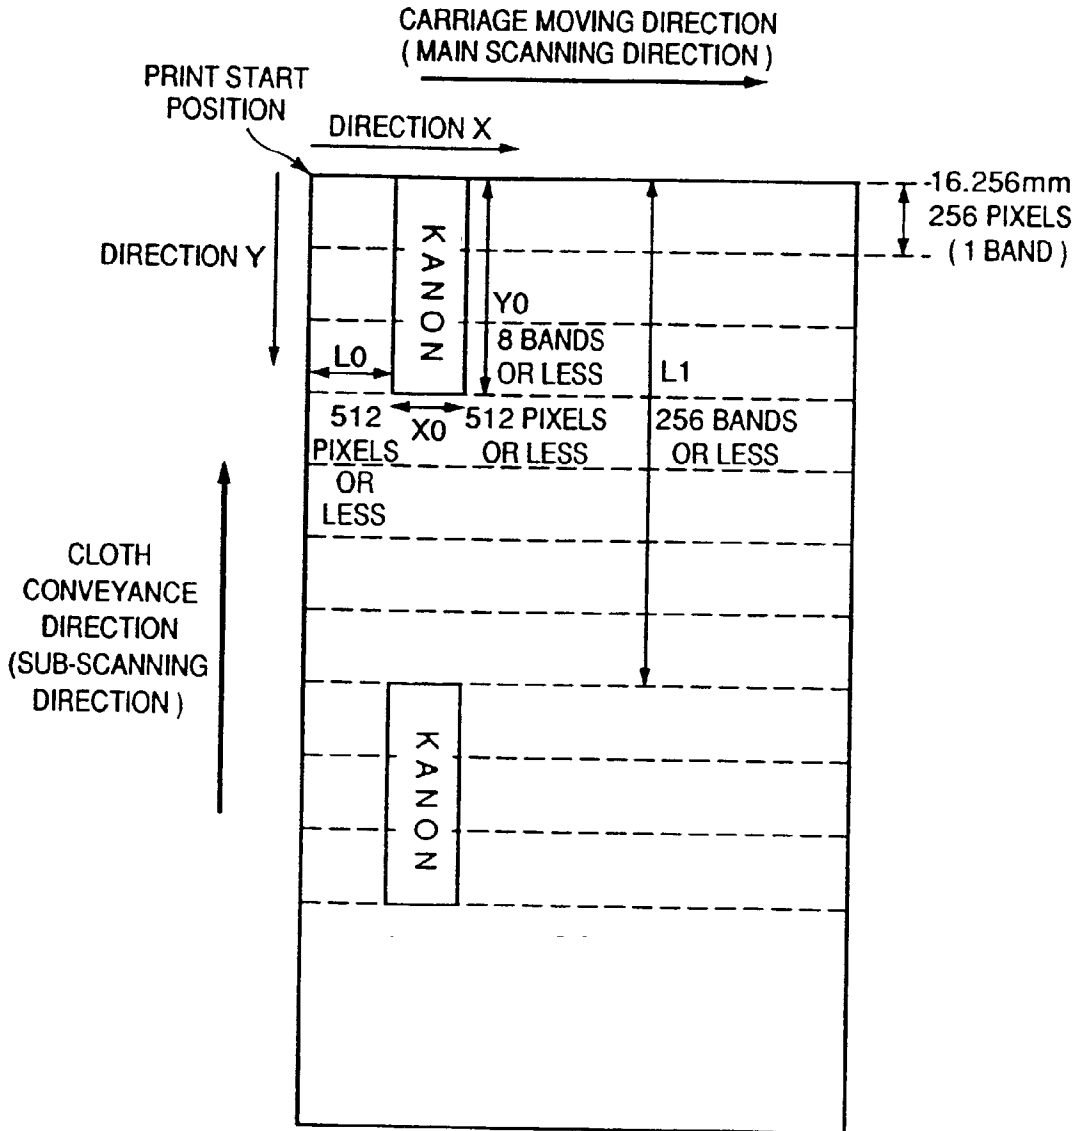 CARRIAGE MOVING DIRECTION
( MAIN SCANNING DIRECTION )
PRINT START
POSITION
DIRECTION X
-16.256mm
256 PIXELS
( 1 BAND )
DIRECTION Y
KANON
Y0
8 BANDS
OR LESS
L0
L1
512
PIXELS
OR
LESS
X0
512 PIXELS
OR LESS
256 BANDS
OR LESS
CLOTH
CONVEYANCE
DIRECTION
(SUB-SCANNING
DIRECTION )
KANON